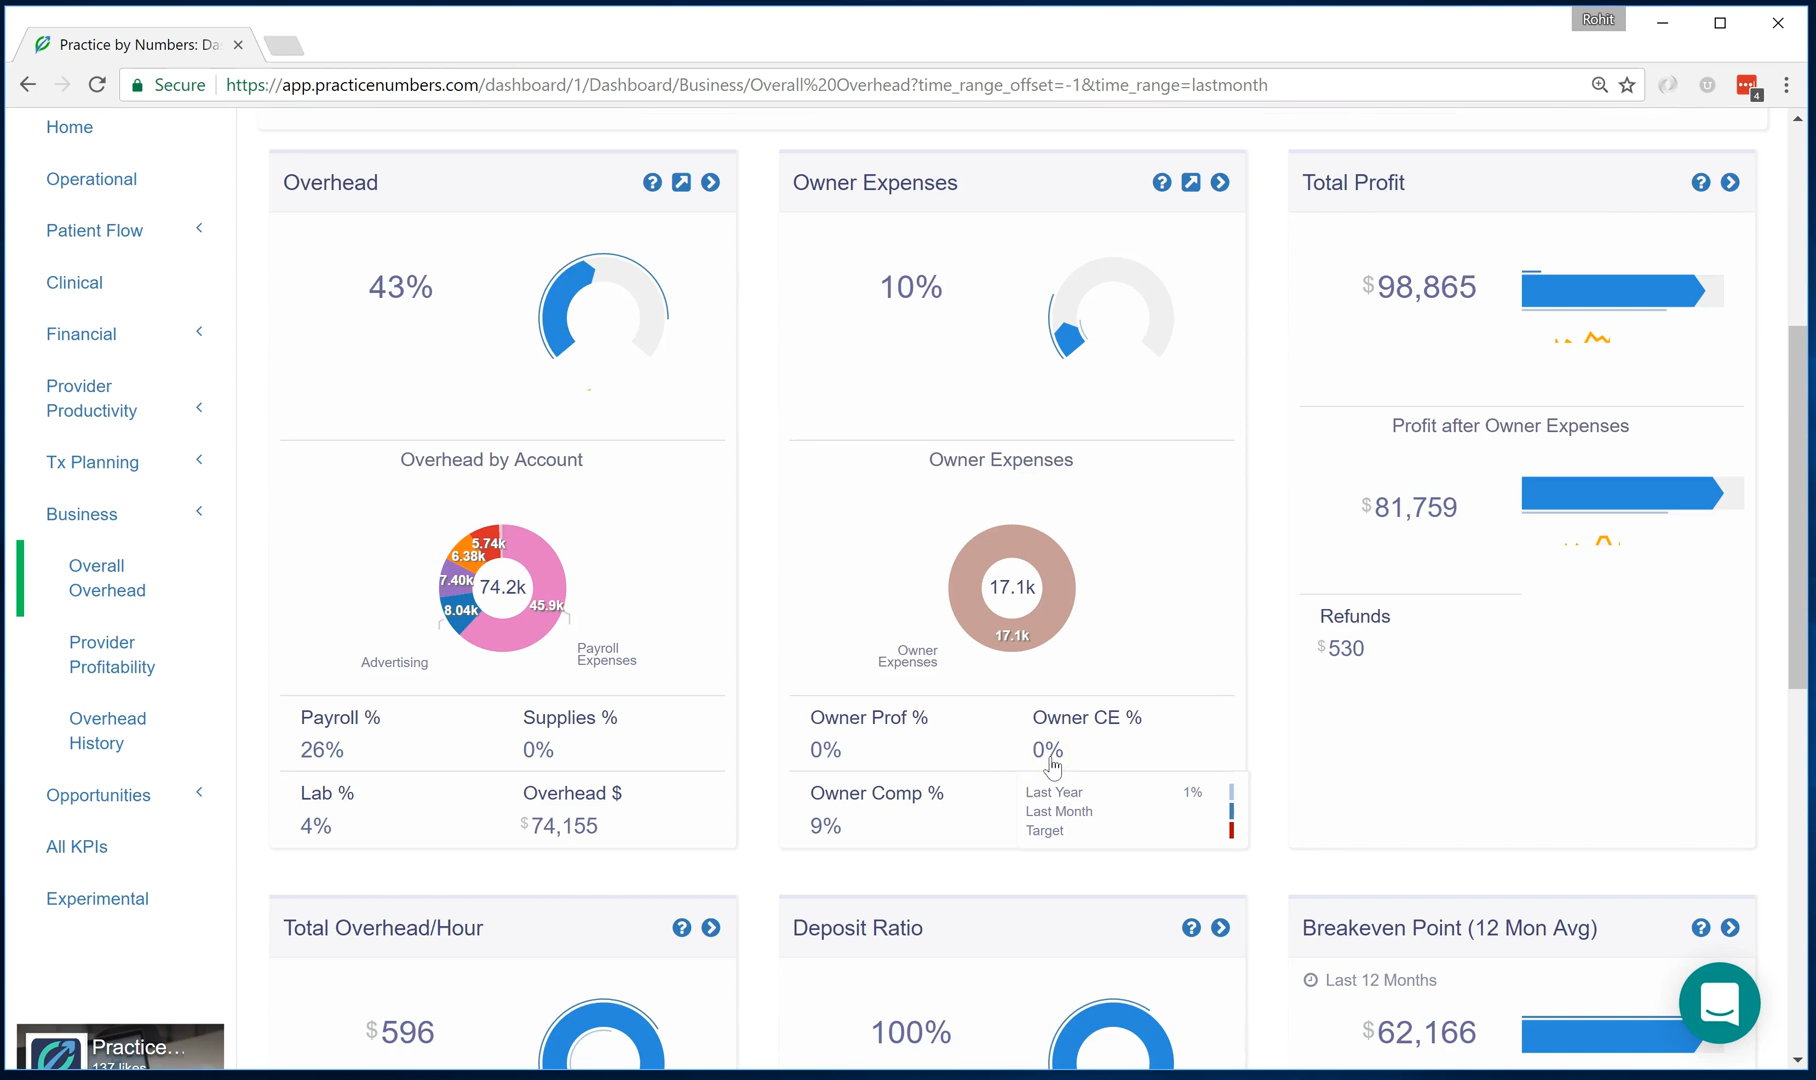 Rohit
Practice by Numbers: Da
Secure
https://app.practicenumbers.com/dashboard/1/Dashboard/Business/Overall%20Overhead?time_range_offset=-1&time_range=lastmonth
4
Home
Operational
Patient Flow
Clinical
Financial
Provider
Productivity
Tx Planning
Business
Overall
Overhead
Provider
Profitability
Overhead
History
Opportunities
All KPIs
Experimental
Practice...
137 likes
Overhead
43%
Overhead by Account
5.74k
6.38k
7.40k
8.04k
45.9k
74.2k
Advertising
Payroll
Expenses
Payroll %
26%
Supplies %
0%
Lab %
4%
Overhead $
$74,155
Owner Expenses
10%
Owner Expenses
17.1k
17.1k
Owner
Expenses
Owner Prof %
0%
Owner CE %
0%
Owner Comp %
9%
Last Year 1%
Last Month
Target
Total Profit
$98,865
Profit after Owner Expenses
$81,759
Refunds
$530
Total Overhead/Hour
$596
Deposit Ratio
100%
Breakeven Point (12 Mon Avg)
Last 12 Months
$62,166